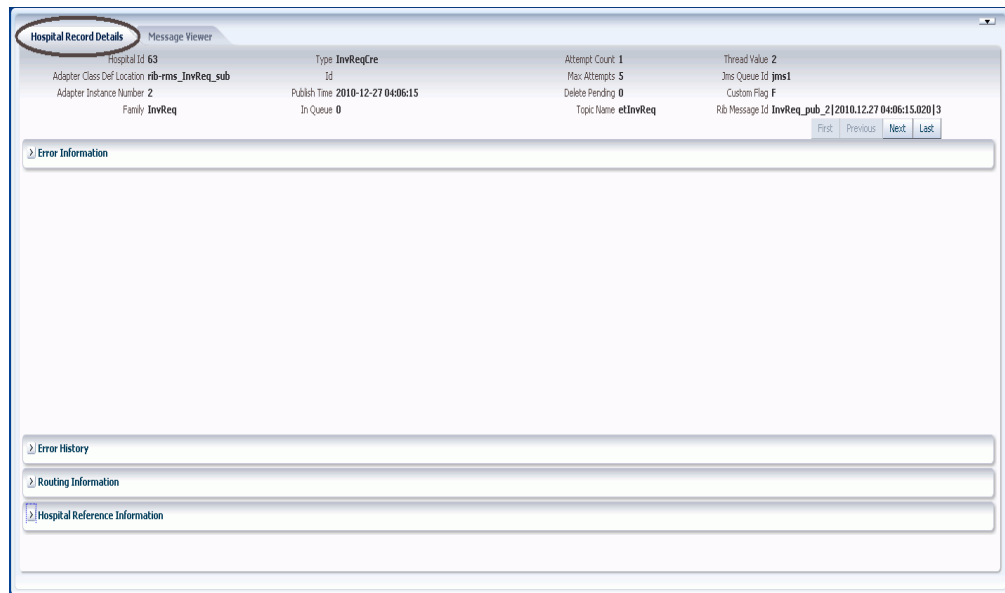 Hospital Record Details Message Viewer
Hospital Id 63 Type InvReqCre Attempt Count 1 Thread Value 2
Adapter Class Def Location rib-rms_InvReq_sub Id Max Attempts 5 Jms Queue Id jms1
Adapter Instance Number 2 Publish Time 2010-12-27 04:06:15 Delete Pending 0 Custom Flag F
Family InvReq In Queue 0 Topic Name etInvReq Rib Message Id InvReq_pub_2|2010.12.27 04:06:15.020|3
First Previous Next Last
Error Information
Error History
Routing Information
Hospital Reference Information